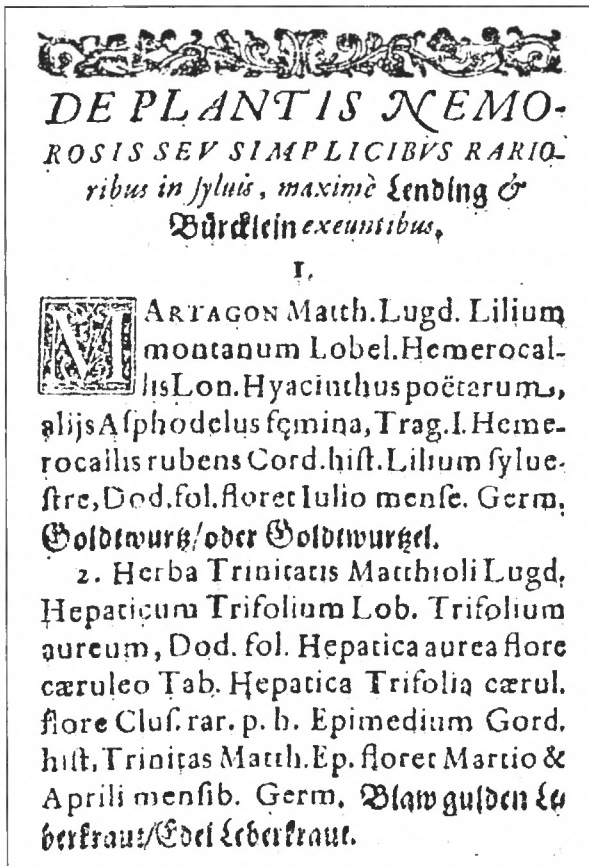 DE PLANTIS NEMO-
ROSIS SEV SIMPLICIBVS RARIO-
ribus in ſyluis, maximè Lending &
Bürcklein exeuntibus,
1.
MARTAGON Matth. Lugd. Lilium
montanum Lobel. Hemerocal-
lis Lon. Hyacinthus poëtarum,
alijs Aſphodelus fęmina, Trag. I. Heme-
rocallis rubens Cord. hiſt. Lilium ſylue-
ſtre, Dod. fol. floret Iulio menſe. Germ.
Goldtwurtz/oder Goldtwurtzel.
2. Herba Trinitatis Matthioli Lugd.
Hepaticum Trifolium Lob. Trifolium
aureum, Dod. fol. Hepatica aurea flore
cæruleo Tab. Hepatica Trifolia cærul.
flore Cluſ. rar. p. h. Epimedium Gord.
hiſt. Trinitas Matth. Ep. floret Martio &
Aprili menſib. Germ. Blaw gulden Le
berkraut/Edel Leberkraut.